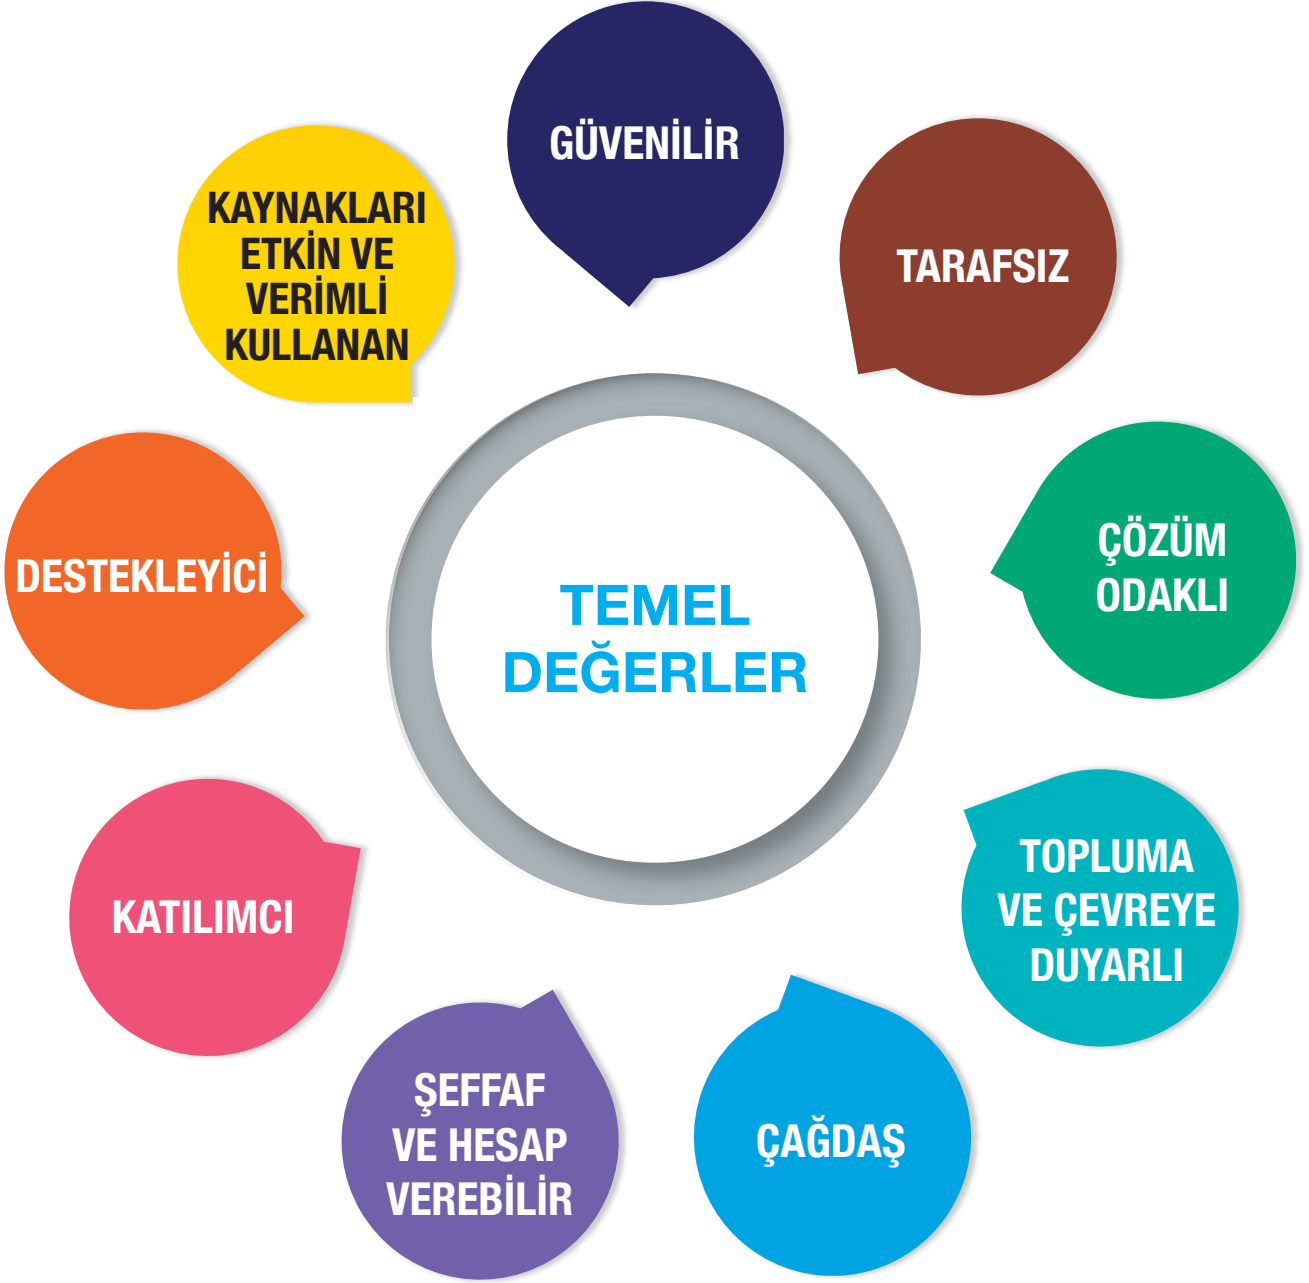 GÜVENİLİR
TARAFSIZ
ÇÖZÜM
ODAKLI
TOPLUMA
VE ÇEVREYE
DUYARLI
ÇAĞDAŞ
ŞEFFAF
VE HESAP
VEREBİLİR
KATILIMCI
DESTEKLEYİCİ
KAYNAKLARI
ETKİN VE
VERİMLİ
KULLANAN
TEMEL
DEĞERLER